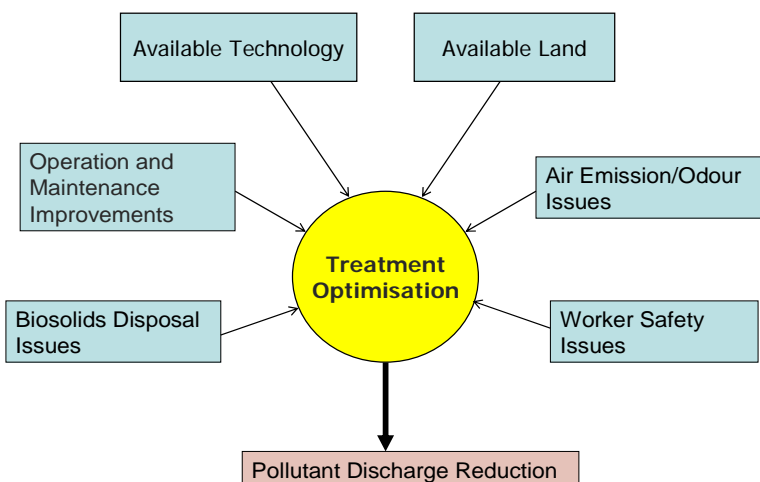 Available Technology
Available Land
Operation and
Maintenance
Improvements
Air Emission/Odour
Issues
Treatment
Optimisation
Biosolids Disposal
Issues
Worker Safety
Issues
Pollutant Discharge Reduction